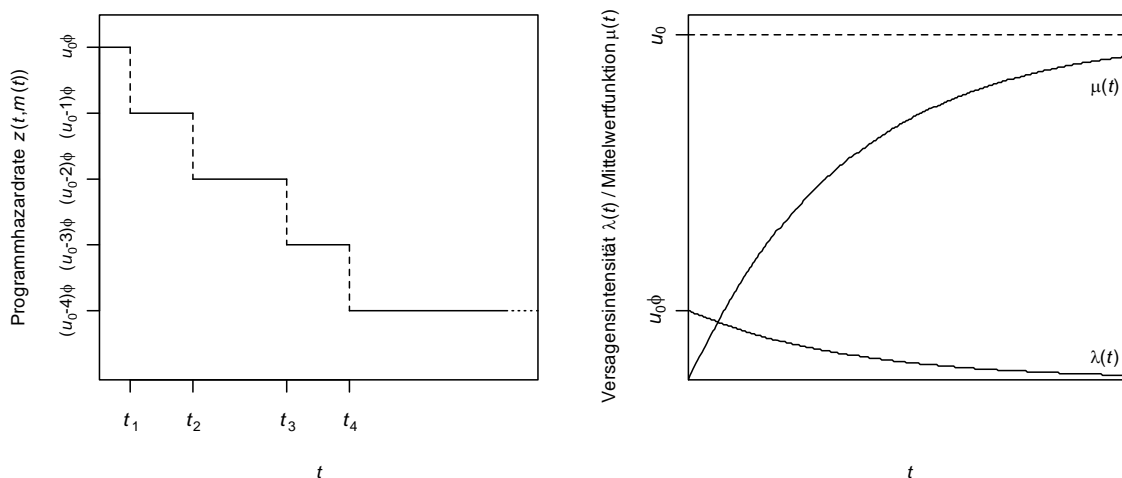 Programmhazardrate z(t,m(t))
u₀ϕ
(u₀-1)ϕ
(u₀-2)ϕ
(u₀-3)ϕ
(u₀-4)ϕ
t₁ t₂ t₃ t₄
t
Versagensintensität λ(t) / Mittelwertfunktion μ(t)
u₀
u₀ϕ
μ(t)
λ(t)
t